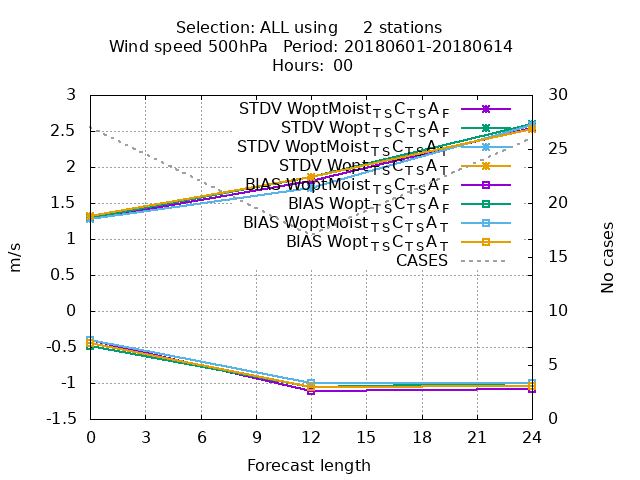 Selection: ALL using 2 stations
Wind speed 500hPa Period: 20180601-20180614
Hours: 00
3
2.5
2
1.5
1
0.5
0
-0.5
-1
-1.5
m/s
STDV WoptMoistTSCTSAF
STDV WoptTSCTSAF
STDV WoptMoistTSCTSAT
STDV WoptTSCTSAT
BIAS WoptMoistTSCTSAF
BIAS WoptTSCTSAF
BIAS WoptMoistTSCTSAT
BIAS WoptTSCTSAT
CASES
30
25
20
15
10
5
0
No cases
0 3 6 9 12 15 18 21 24
Forecast length